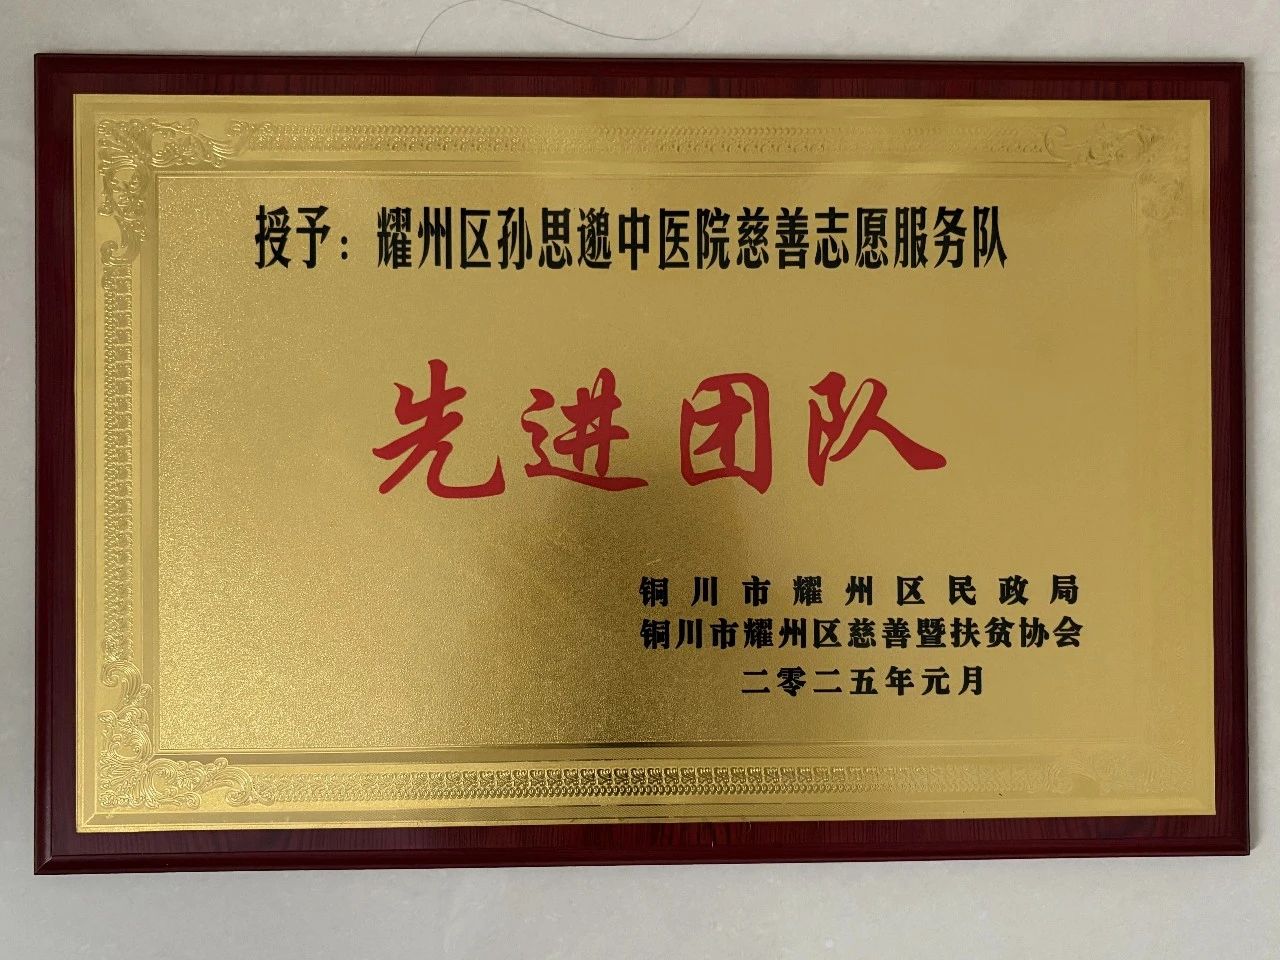 授予：耀州区孙思邈中医院慈善志愿服务队
先进团队
铜川市耀州区民政局
铜川市耀州区慈善暨扶贫协会
二零二五年元月